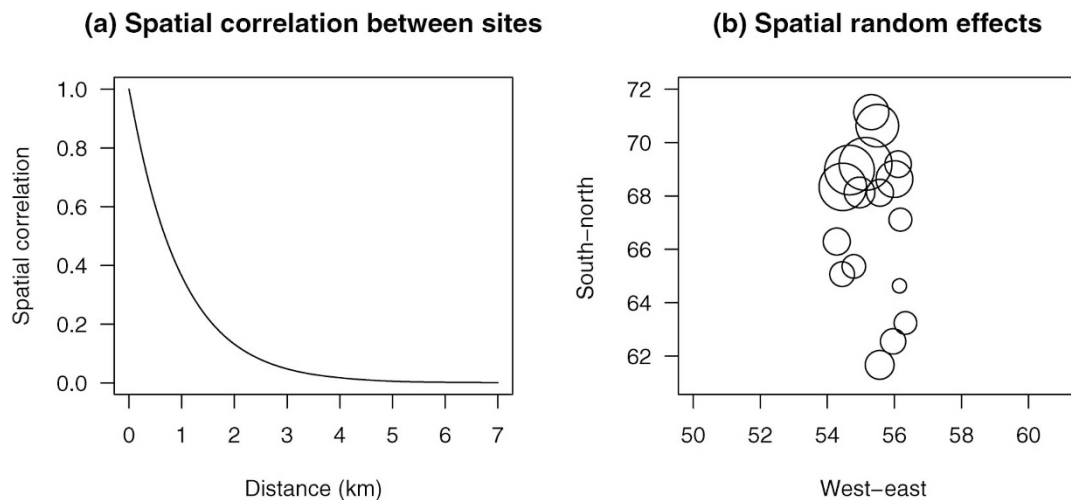 (a) Spatial correlation between sites
Spatial correlation
1.0
0.8
0.6
0.4
0.2
0.0
0 1 2 3 4 5 6 7
Distance (km)
(b) Spatial random effects
South−north
72
70
68
66
64
62
50 52 54 56 58 60
West−east